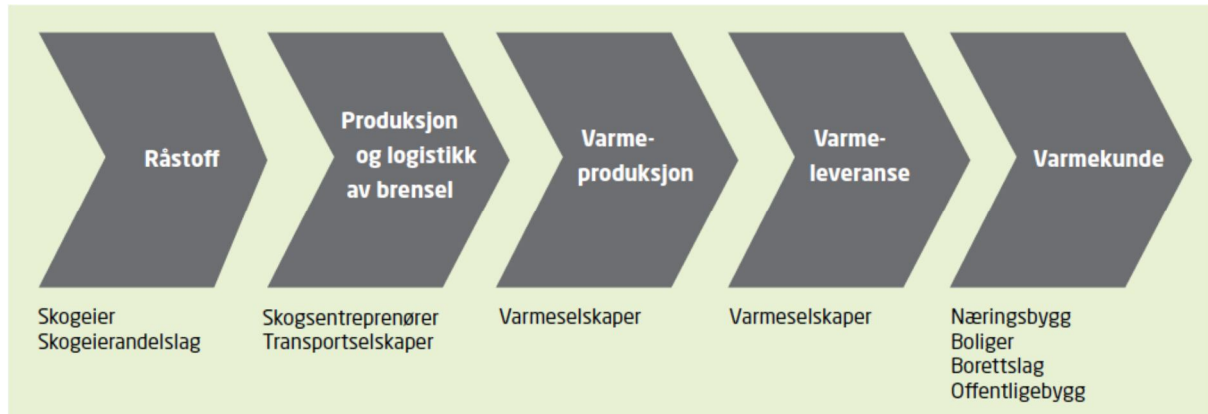 Råstoff
Produksjon
og logistikk
av brensel
Varme-
produksjon
Varme-
leveranse
Varmekunde
Skogeier
Skogeierandelslag
Skogsentreprenører
Transportselskaper
Varmeselskaper
Varmeselskaper
Næringsbygg
Boliger
Borettslag
Offentligebygg